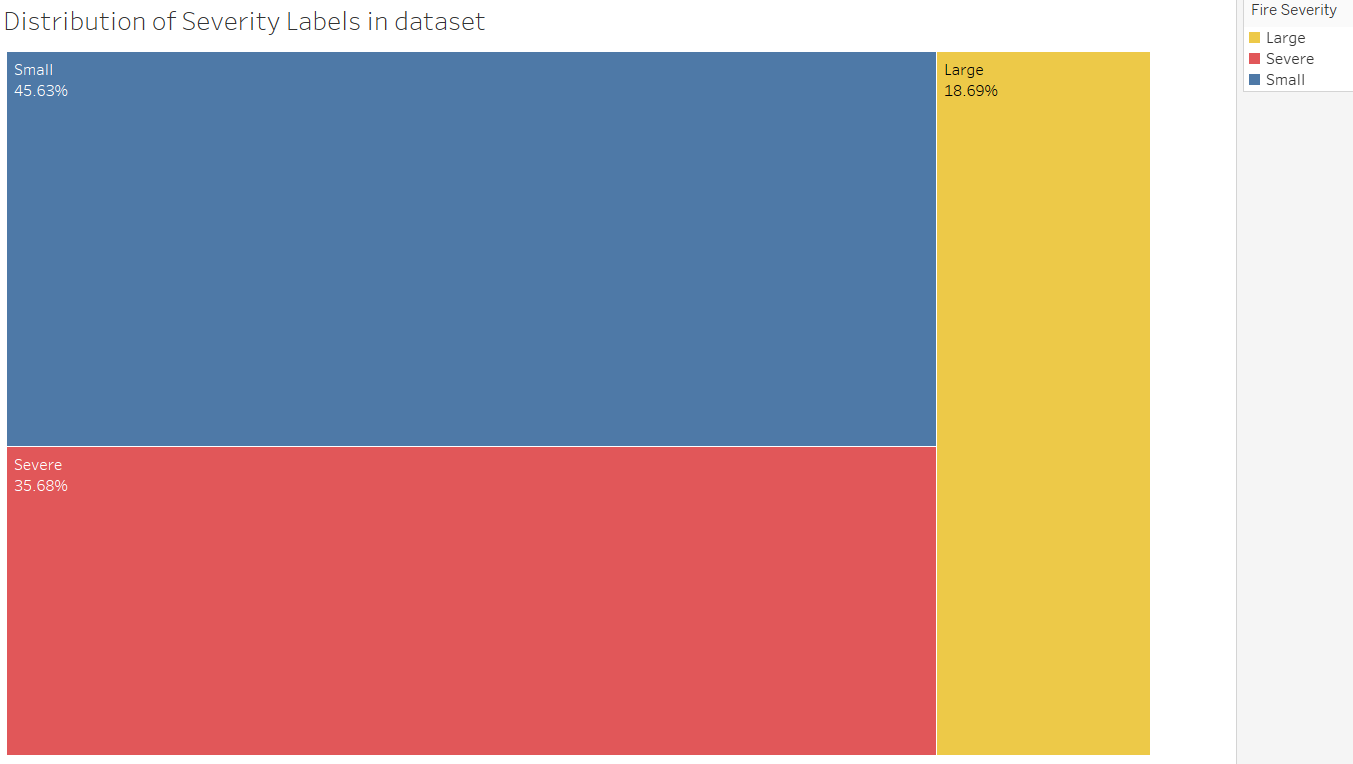 Distribution of Severity Labels in dataset
Small
45.63%
Large
18.69%
Severe
35.68%
Fire Severity
Large
Severe
Small